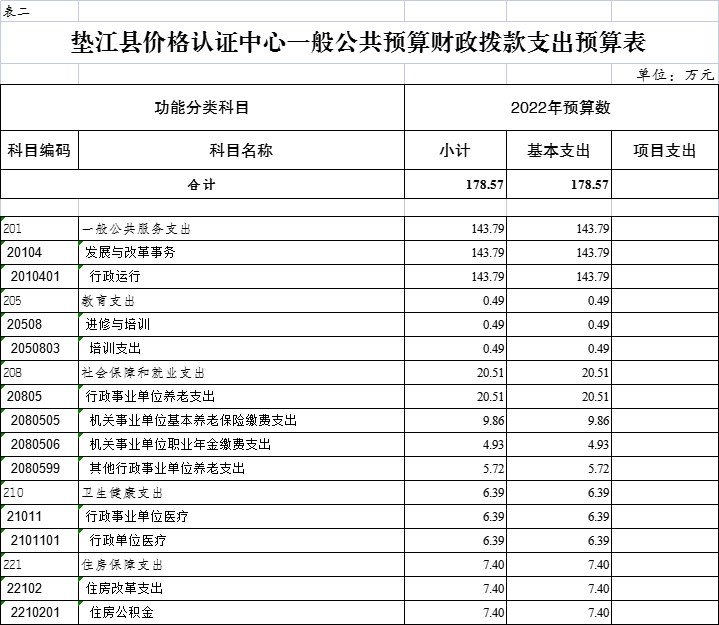 表二
垫江县价格认证中心一般公共预算财政拨款支出预算表
单位：万元
功能分类科目 2022年预算数
科目编码 科目名称 小计 基本支出 项目支出
合计 178.57 178.57
201 一般公共服务支出 143.79 143.79
20104 发展与改革事务 143.79 143.79
2010401 行政运行 143.79 143.79
205 教育支出 0.49 0.49
20508 进修与培训 0.49 0.49
2050803 培训支出 0.49 0.49
208 社会保障和就业支出 20.51 20.51
20805 行政事业单位养老支出 20.51 20.51
2080505 机关事业单位基本养老保险缴费支出 9.86 9.86
2080506 机关事业单位职业年金缴费支出 4.93 4.93
2080599 其他行政事业单位养老支出 5.72 5.72
210 卫生健康支出 6.39 6.39
21011 行政事业单位医疗 6.39 6.39
2101101 行政单位医疗 6.39 6.39
221 住房保障支出 7.40 7.40
22102 住房改革支出 7.40 7.40
2210201 住房公积金 7.40 7.40